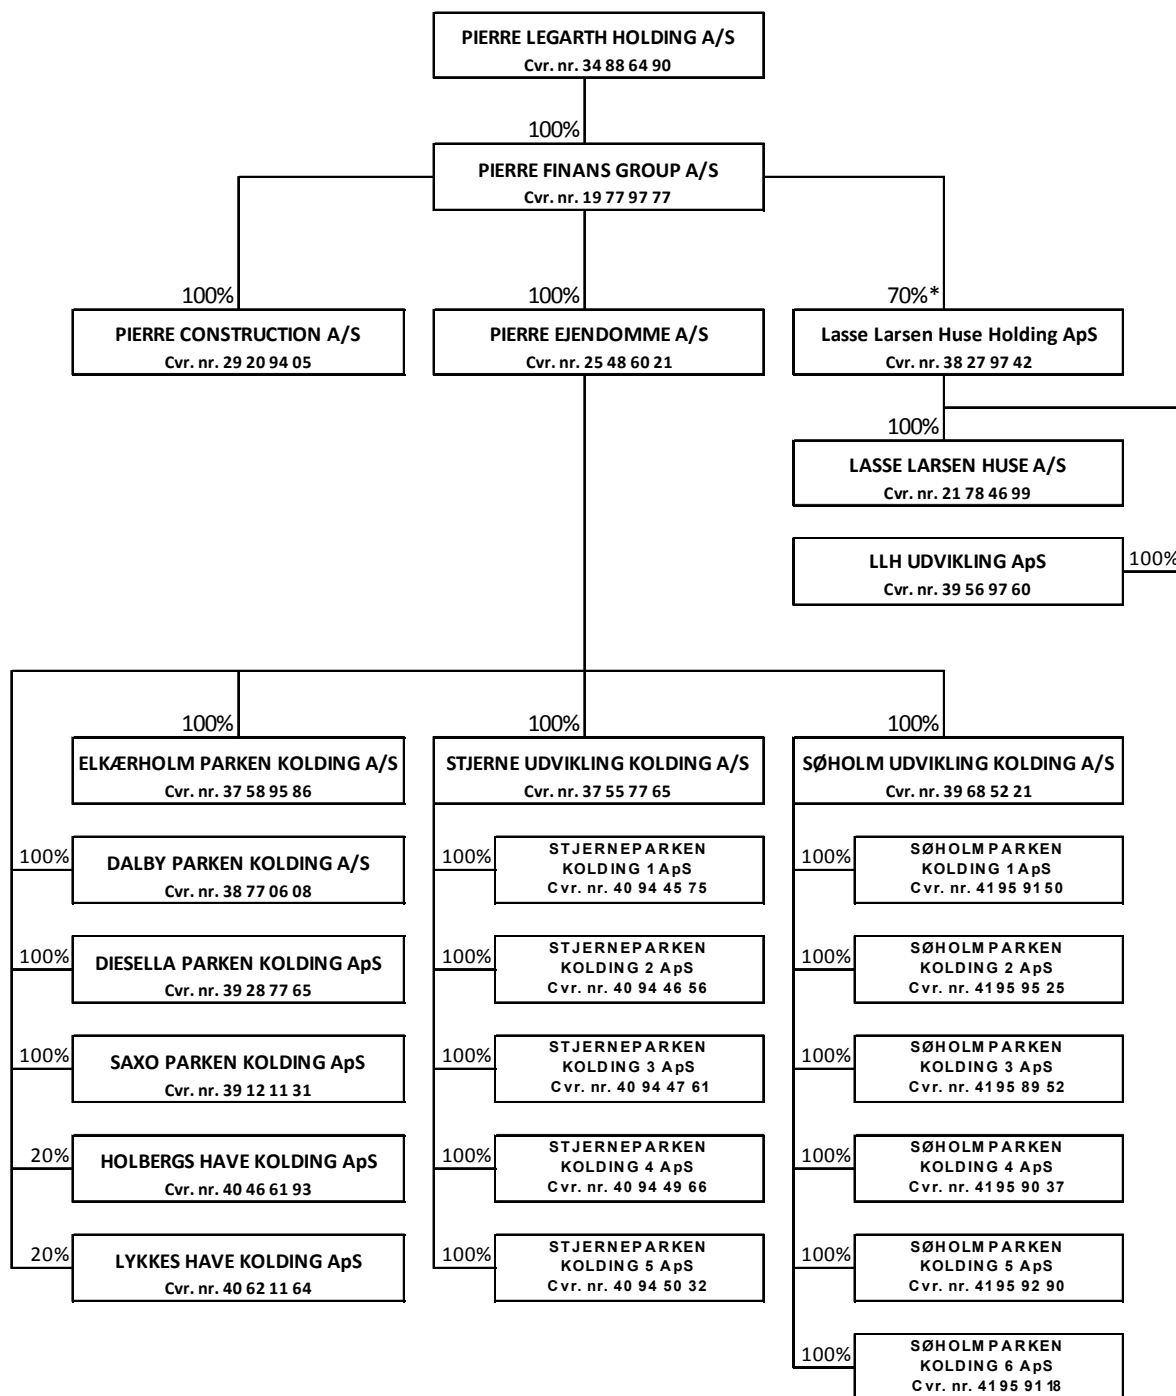 PIERRE LEGARTH HOLDING A/S
Cvr. nr. 34 88 64 90
100%
PIERRE FINANS GROUP A/S
Cvr. nr. 19 77 97 77
100%
100%
70%*
PIERRE CONSTRUCTION A/S
Cvr. nr. 29 20 94 05
PIERRE EJENDOMME A/S
Cvr. nr. 25 48 60 21
Lasse Larsen Huse Holding ApS
Cvr. nr. 38 27 97 42
100%
LASSE LARSEN HUSE A/S
Cvr. nr. 21 78 46 99
LLH UDVIKLING ApS
Cvr. nr. 39 56 97 60
100%
100%
100%
100%
ELKÆRHOLM PARKEN KOLDING A/S
Cvr. nr. 37 58 95 86
STJERNE UDVIKLING KOLDING A/S
Cvr. nr. 37 55 77 65
SØHOLM UDVIKLING KOLDING A/S
Cvr. nr. 39 68 52 21
100%
DALBY PARKEN KOLDING A/S
Cvr. nr. 38 77 06 08
100%
STJERNEPARKEN
KOLDING 1 ApS
Cvr. nr. 40 94 45 75
100%
SØHOLMPARKEN
KOLDING 1 ApS
Cvr. nr. 41 95 91 50
100%
DIESELLA PARKEN KOLDING ApS
Cvr. nr. 39 28 77 65
100%
STJERNEPARKEN
KOLDING 2 ApS
Cvr. nr. 40 94 46 56
100%
SØHOLMPARKEN
KOLDING 2 ApS
Cvr. nr. 41 95 95 25
100%
SAXO PARKEN KOLDING ApS
Cvr. nr. 39 12 11 31
100%
STJERNEPARKEN
KOLDING 3 ApS
Cvr. nr. 40 94 47 61
100%
SØHOLMPARKEN
KOLDING 3 ApS
Cvr. nr. 41 95 89 52
20%
HOLBERGS HAVE KOLDING ApS
Cvr. nr. 40 46 61 93
100%
STJERNEPARKEN
KOLDING 4 ApS
Cvr. nr. 40 94 49 66
100%
SØHOLMPARKEN
KOLDING 4 ApS
Cvr. nr. 41 95 90 37
20%
LYKKES HAVE KOLDING ApS
Cvr. nr. 40 62 11 64
100%
STJERNEPARKEN
KOLDING 5 ApS
Cvr. nr. 40 94 50 32
100%
SØHOLMPARKEN
KOLDING 5 ApS
Cvr. nr. 41 95 92 90
100%
SØHOLMPARKEN
KOLDING 6 ApS
Cvr. nr. 41 95 91 18